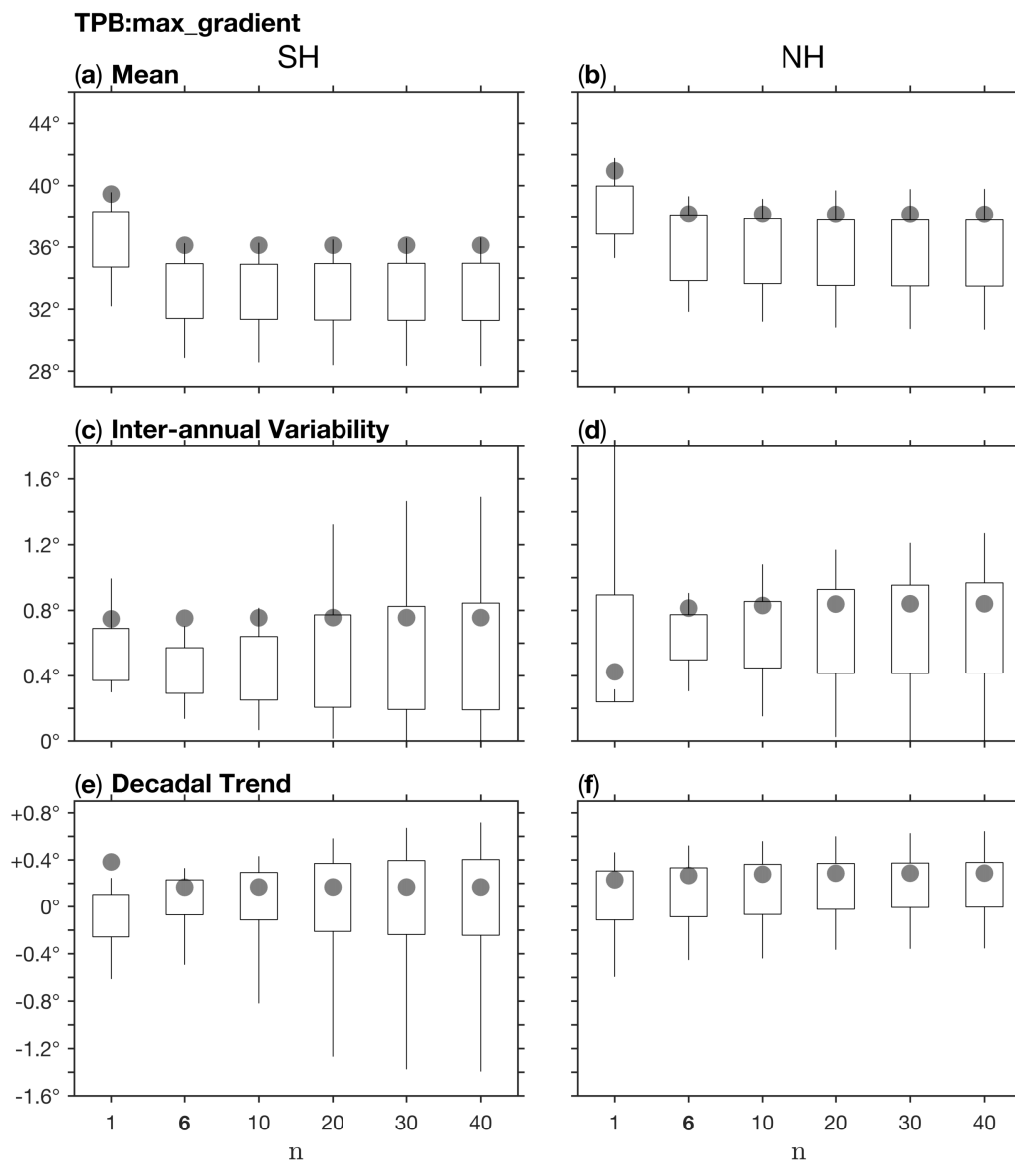 TPB:max_gradient
SH NH
(a) Mean (b)
44°
40°
36°
32°
28°
(c) Inter-annual Variability (d)
1.6°
1.2°
0.8°
0.4°
0°
(e) Decadal Trend (f)
+0.8°
+0.4°
0°
-0.4°
-0.8°
-1.2°
-1.6°
1 6 10 20 30 40 1 6 10 20 30 40
n n